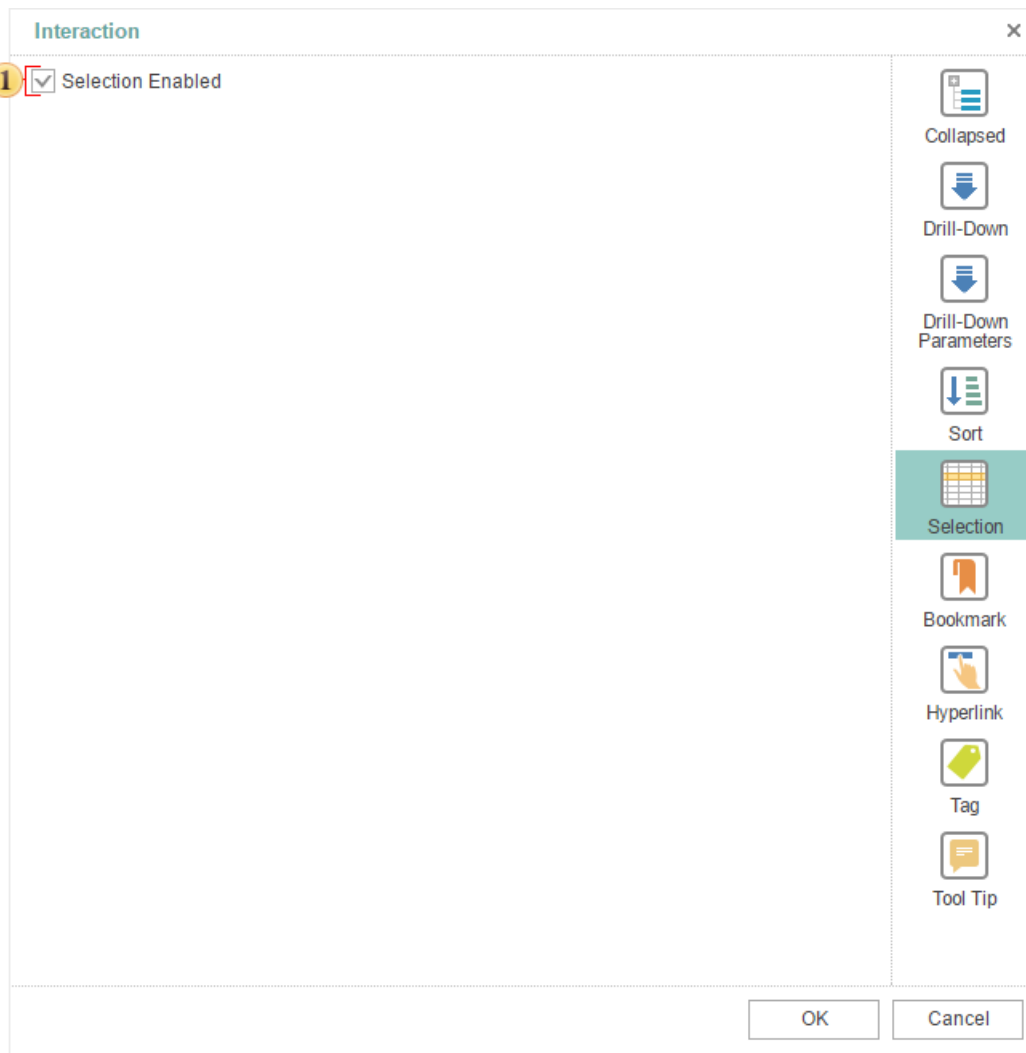 Interaction
1 Selection Enabled
Collapsed
Drill-Down
Drill-Down
Parameters
Sort
Selection
Bookmark
Hyperlink
Tag
Tool Tip
OK
Cancel